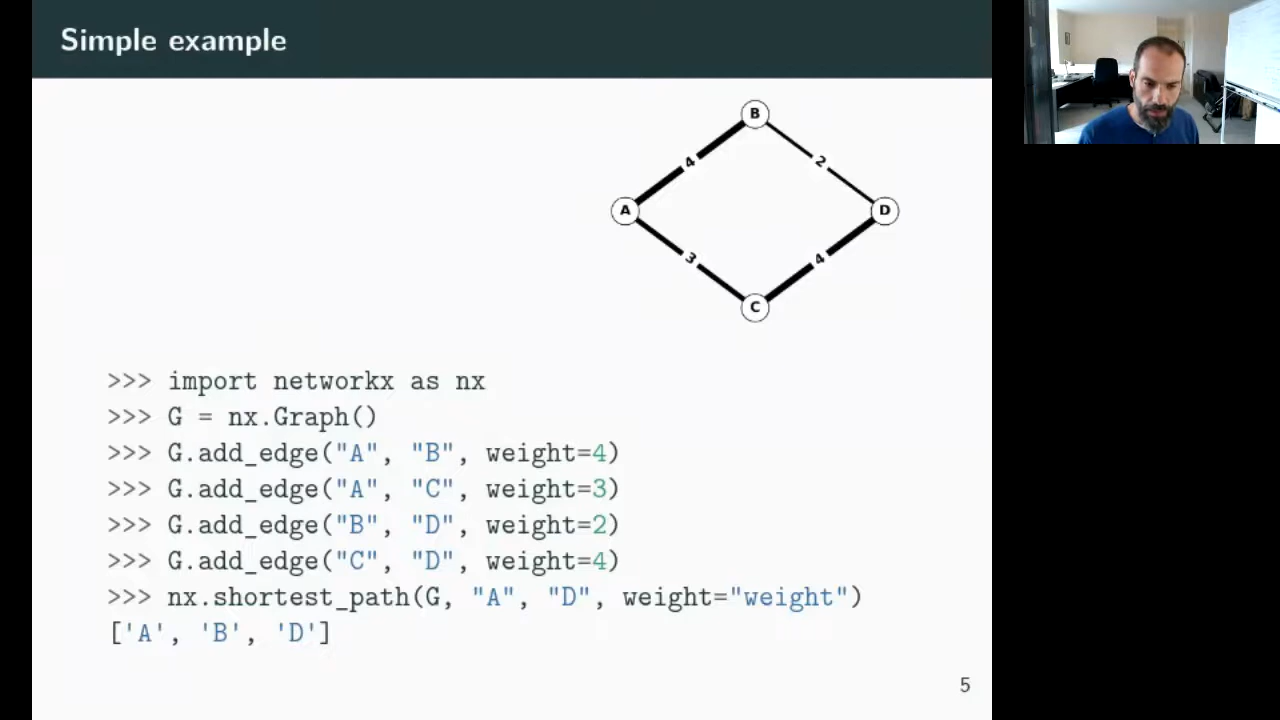 Simple example
B
4
2
A
D
3
4
C
>>> import networkx as nx
>>> G = nx.Graph()
>>> G.add_edge("A", "B", weight=4)
>>> G.add_edge("A", "C", weight=3)
>>> G.add_edge("B", "D", weight=2)
>>> G.add_edge("C", "D", weight=4)
>>> nx.shortest_path(G, "A", "D", weight="weight")
['A', 'B', 'D']
5